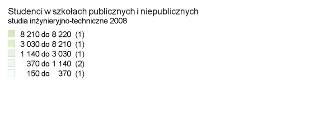 Studenci w szkołach publicznych i niepublicznych
studia inżynieryjno-techniczne 2008
8 210 do 8 220 (1)
3 030 do 8 210 (1)
1 140 do 3 030 (1)
370 do 1 140 (2)
150 do 370 (1)